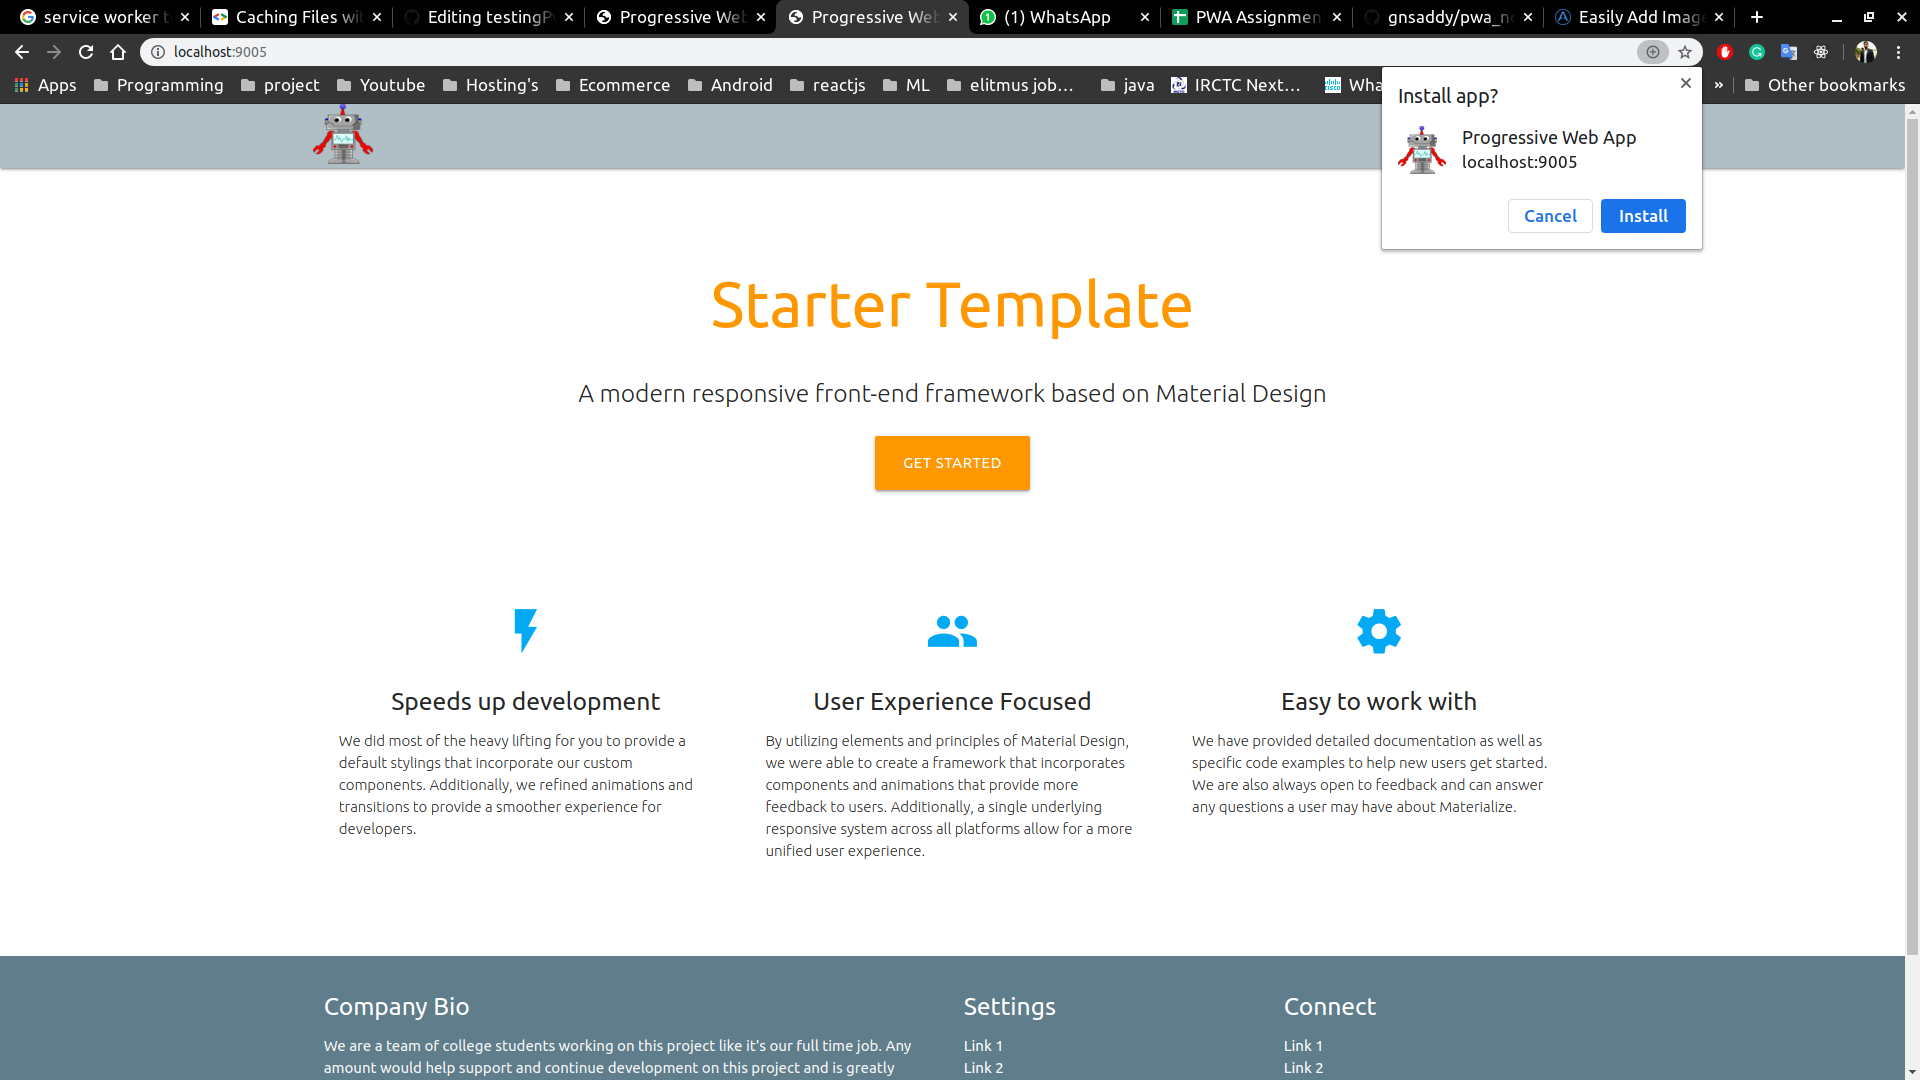 service worker
Caching Files wi
Editing testingP
Progressive Web
Progressive Web
(1) WhatsApp
PWA Assignmen
gnsaddy/pwa_n
Easily Add Imag
localhost:9005
Apps
Programming
project
Youtube
Hosting's
Ecommerce
Android
reactjs
ML
elitmus job...
java
IRCTC Next...
Wha
»
Other bookmarks
Install app?
Progressive Web App
localhost:9005
Cancel
Install
Starter Template
A modern responsive front-end framework based on Material Design
GET STARTED
Speeds up development
We did most of the heavy lifting for you to provide a
default stylings that incorporate our custom
components. Additionally, we refined animations and
transitions to provide a smoother experience for
developers.
User Experience Focused
By utilizing elements and principles of Material Design,
we were able to create a framework that incorporates
components and animations that provide more
feedback to users. Additionally, a single underlying
responsive system across all platforms allow for a more
unified user experience.
Easy to work with
We have provided detailed documentation as well as
specific code examples to help new users get started.
We are also always open to feedback and can answer
any questions a user may have about Materialize.
Company Bio
We are a team of college students working on this project like it's our full time job. Any
amount would help support and continue development on this project and is greatly
Settings
Link 1
Link 2
Connect
Link 1
Link 2